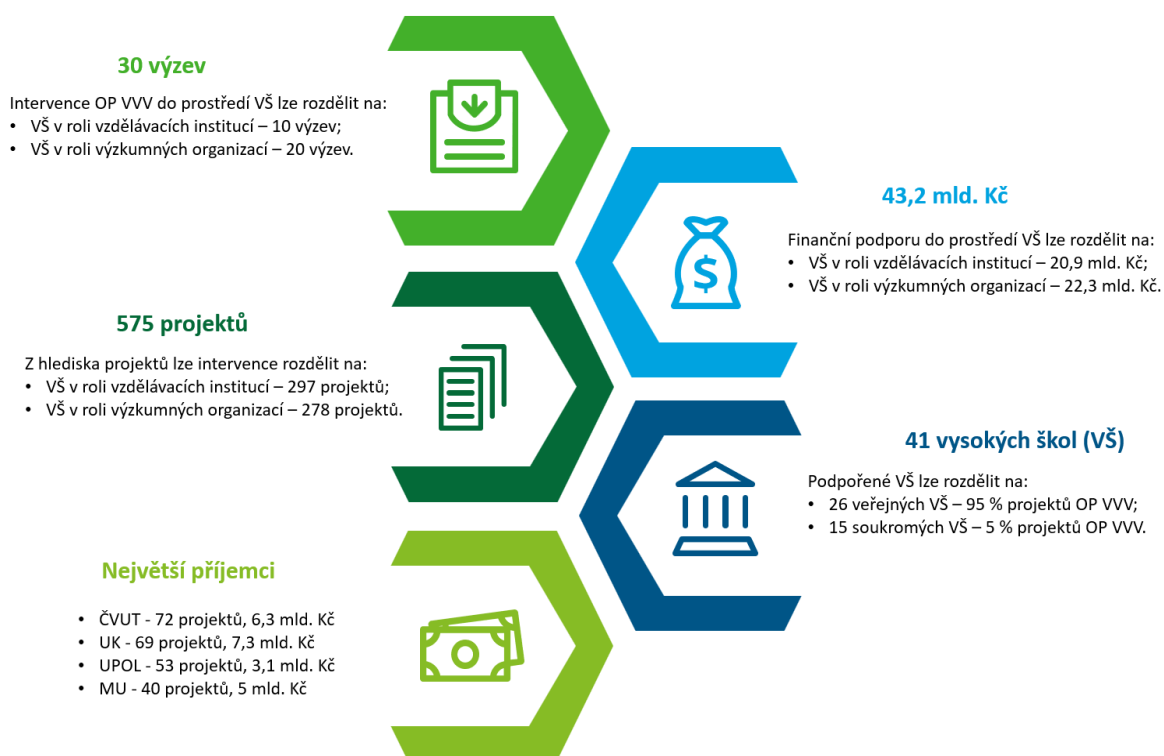 30 výzev
Intervence OP VVV do prostředí VŠ lze rozdělit na:
• VŠ v roli vzdělávacích institucí – 10 výzev;
• VŠ v roli výzkumných organizací – 20 výzev.
43,2 mld. Kč
Finanční podporu do prostředí VŠ lze rozdělit na:
• VŠ v roli vzdělávacích institucí – 20,9 mld. Kč;
• VŠ v roli výzkumných organizací – 22,3 mld. Kč.
$
575 projektů
Z hlediska projektů lze intervence rozdělit na:
• VŠ v roli vzdělávacích institucí – 297 projektů;
• VŠ v roli výzkumných organizací – 278 projektů.
41 vysokých škol (VŠ)
Podpořené VŠ lze rozdělit na:
• 26 veřejných VŠ – 95 % projektů OP VVV;
• 15 soukromých VŠ – 5 % projektů OP VVV.
Největší příjemci
• ČVUT - 72 projektů, 6,3 mld. Kč
• UK - 69 projektů, 7,3 mld. Kč
• UPOL - 53 projektů, 3,1 mld. Kč
• MU - 40 projektů, 5 mld. Kč